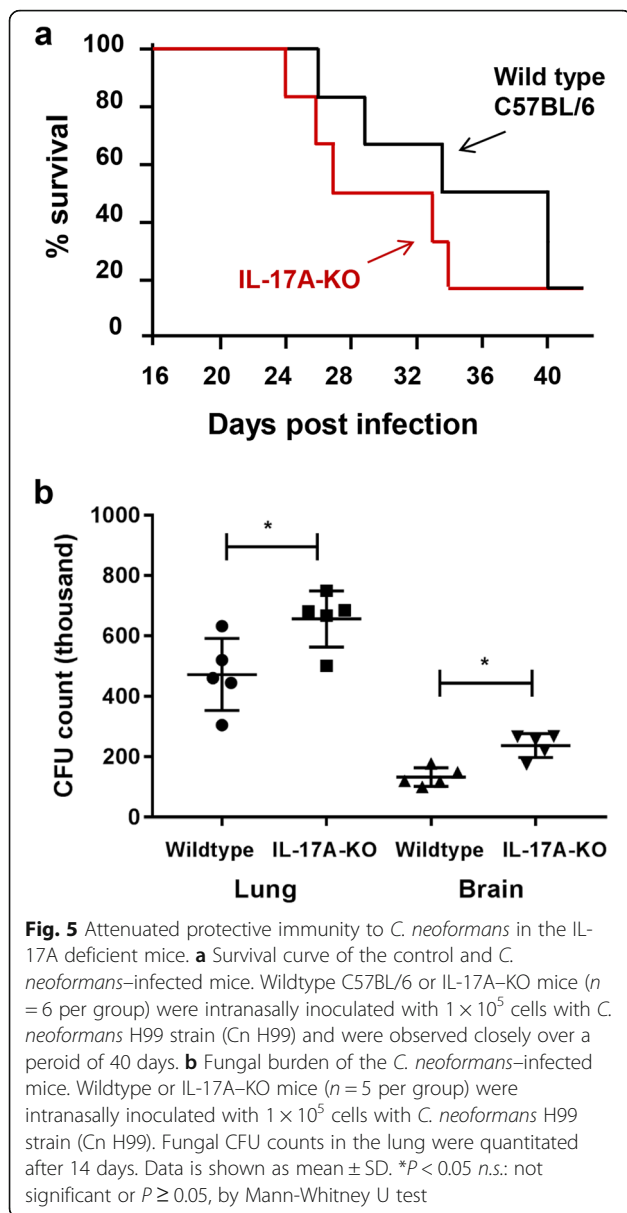 a
100
80
60
40
20
0
% survival
Wild type
C57BL/6
IL-17A-KO
16 20 24 28 32 36 40
Days post infection
b
1000
800
600
400
200
0
CFU count (thousand)
*
*
Wildtype IL-17A-KO Wildtype IL-17A-KO
Lung Brain
Fig. 5 Attenuated protective immunity to C. neoformans in the IL-
17A deficient mice. a Survival curve of the control and C.
neoformans–infected mice. Wildtype C57BL/6 or IL-17A–KO mice (n
= 6 per group) were intranasally inoculated with 1 × 10⁵ cells with C.
neoformans H99 strain (Cn H99) and were observed closely over a
peroid of 40 days. b Fungal burden of the C. neoformans–infected
mice. Wildtype or IL-17A–KO mice (n = 5 per group) were
intranasally inoculated with 1 × 10⁵ cells with C. neoformans H99
strain (Cn H99). Fungal CFU counts in the lung were quantitated
after 14 days. Data is shown as mean ± SD. *P < 0.05 n.s.: not
significant or P ≥ 0.05, by Mann-Whitney U test